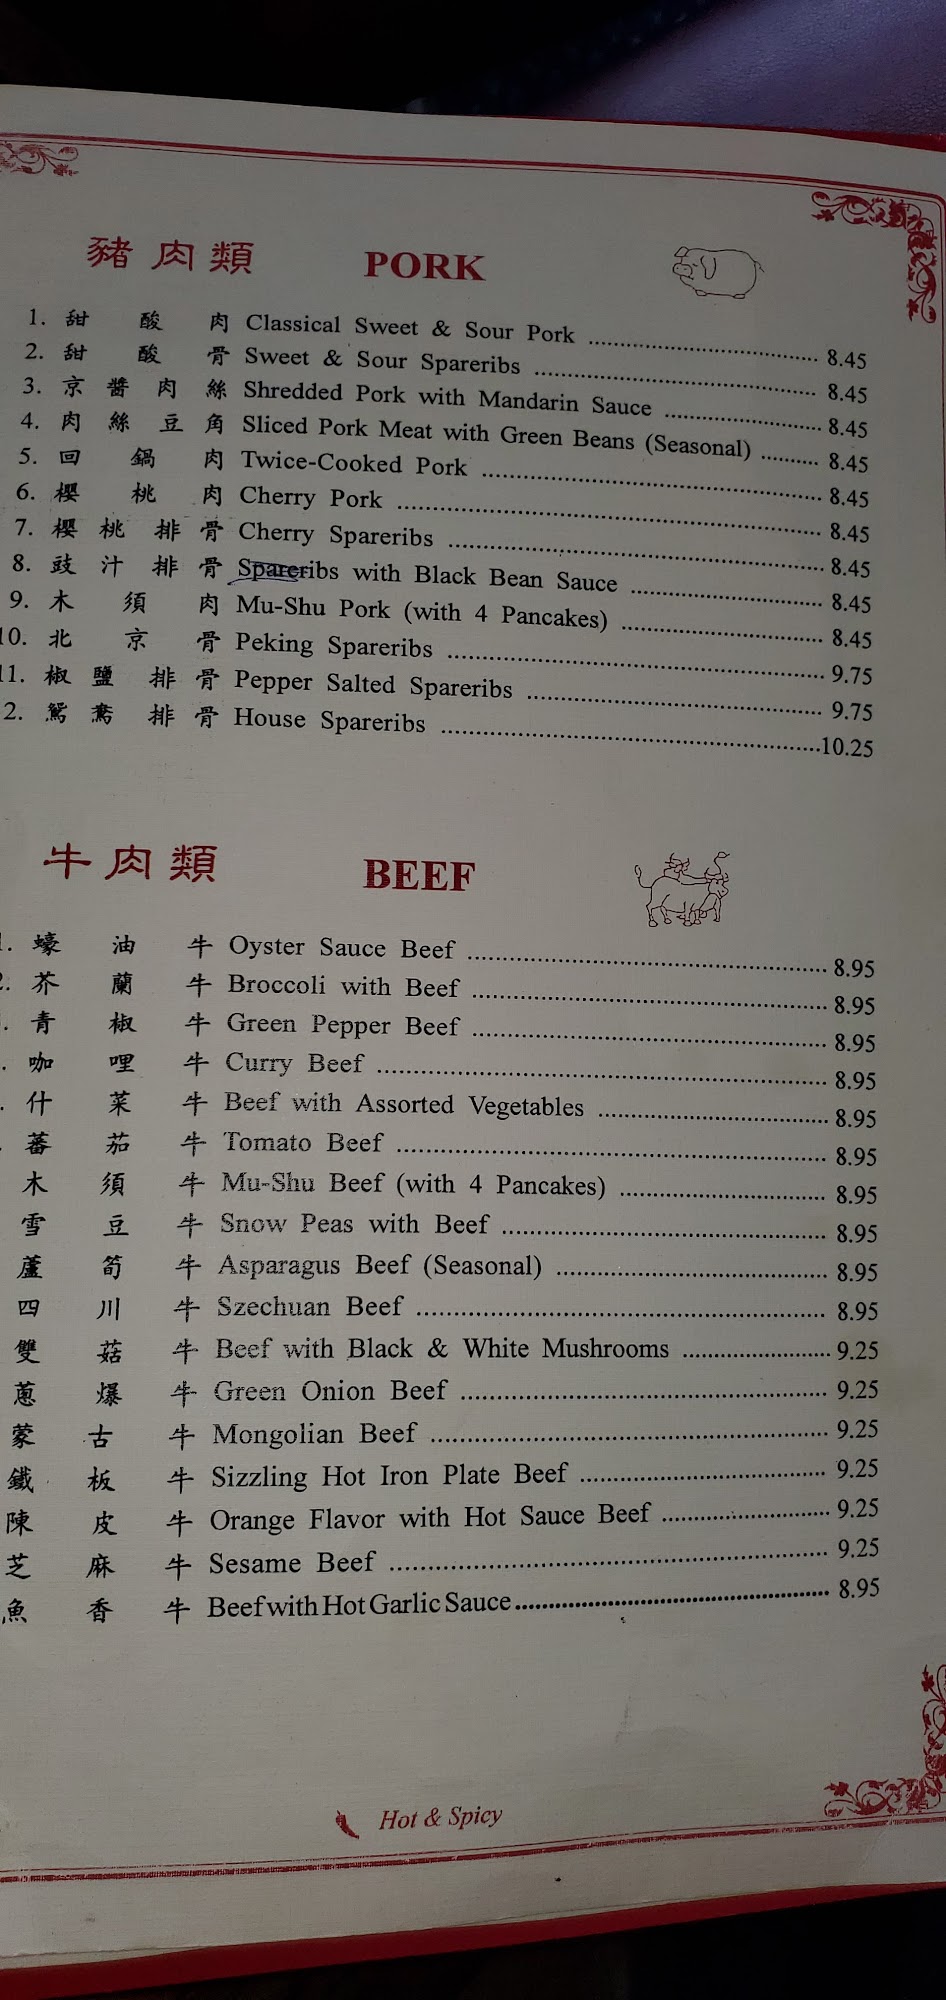 豬肉類 PORK
1. 甜酸肉 Classical Sweet & Sour Pork 8.45
2. 甜酸骨 Sweet & Sour Spareribs 8.45
3. 京醬肉絲 Shredded Pork with Mandarin Sauce 8.45
4. 肉絲豆角 Sliced Pork Meat with Green Beans (Seasonal) 8.45
5. 回鍋肉 Twice-Cooked Pork 8.45
6. 櫻桃肉 Cherry Pork 8.45
7. 櫻桃排骨 Cherry Spareribs 8.45
8. 豉汁排骨 Spareribs with Black Bean Sauce 8.45
9. 木須肉 Mu-Shu Pork (with 4 Pancakes) 8.45
10. 北京骨 Peking Spareribs 9.75
11. 椒鹽排骨 Pepper Salted Spareribs 9.75
2. 鴛鴦排骨 House Spareribs 10.25
牛肉類 BEEF
1. 蠔油牛 Oyster Sauce Beef 8.95
2. 芥蘭牛 Broccoli with Beef 8.95
青椒牛 Green Pepper Beef 8.95
咖哩牛 Curry Beef 8.95
什菜牛 Beef with Assorted Vegetables 8.95
蕃茄牛 Tomato Beef 8.95
木須牛 Mu-Shu Beef (with 4 Pancakes) 8.95
雪豆牛 Snow Peas with Beef 8.95
蘆筍牛 Asparagus Beef (Seasonal) 8.95
四川牛 Szechuan Beef 8.95
雙菇牛 Beef with Black & White Mushrooms 9.25
蔥爆牛 Green Onion Beef 9.25
蒙古牛 Mongolian Beef 9.25
鐵板牛 Sizzling Hot Iron Plate Beef 9.25
陳皮牛 Orange Flavor with Hot Sauce Beef 9.25
芝麻牛 Sesame Beef 9.25
魚香牛 Beef with Hot Garlic Sauce 8.95
Hot & Spicy